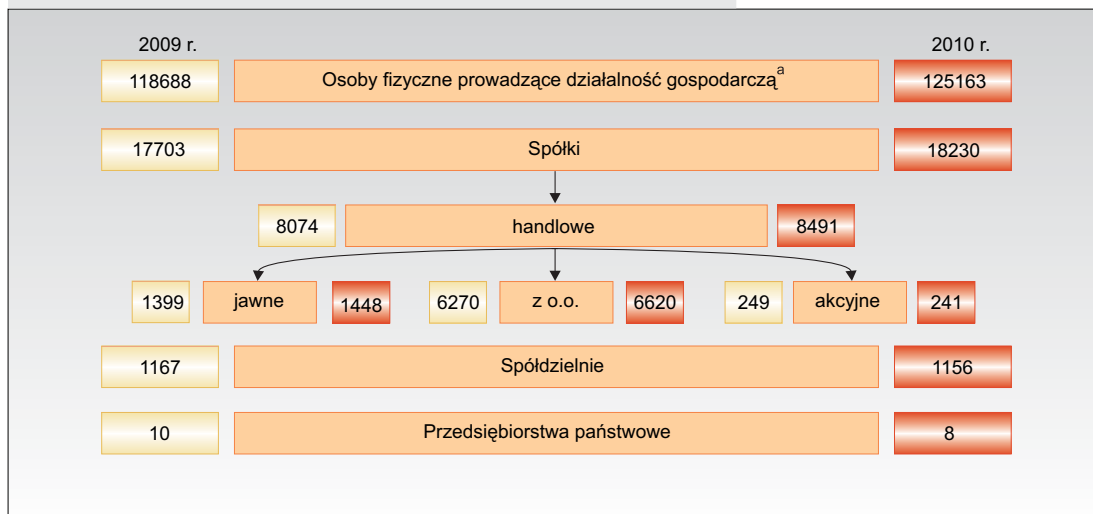 2009 r. 2010 r.
118688 Osoby fizyczne prowadzące działalność gospodarczą^a 125163
17703 Spółki 18230
8074 handlowe 8491
1399 jawne 1448 6270 z o.o. 6620 249 akcyjne 241
1167 Spółdzielnie 1156
10 Przedsiębiorstwa państwowe 8